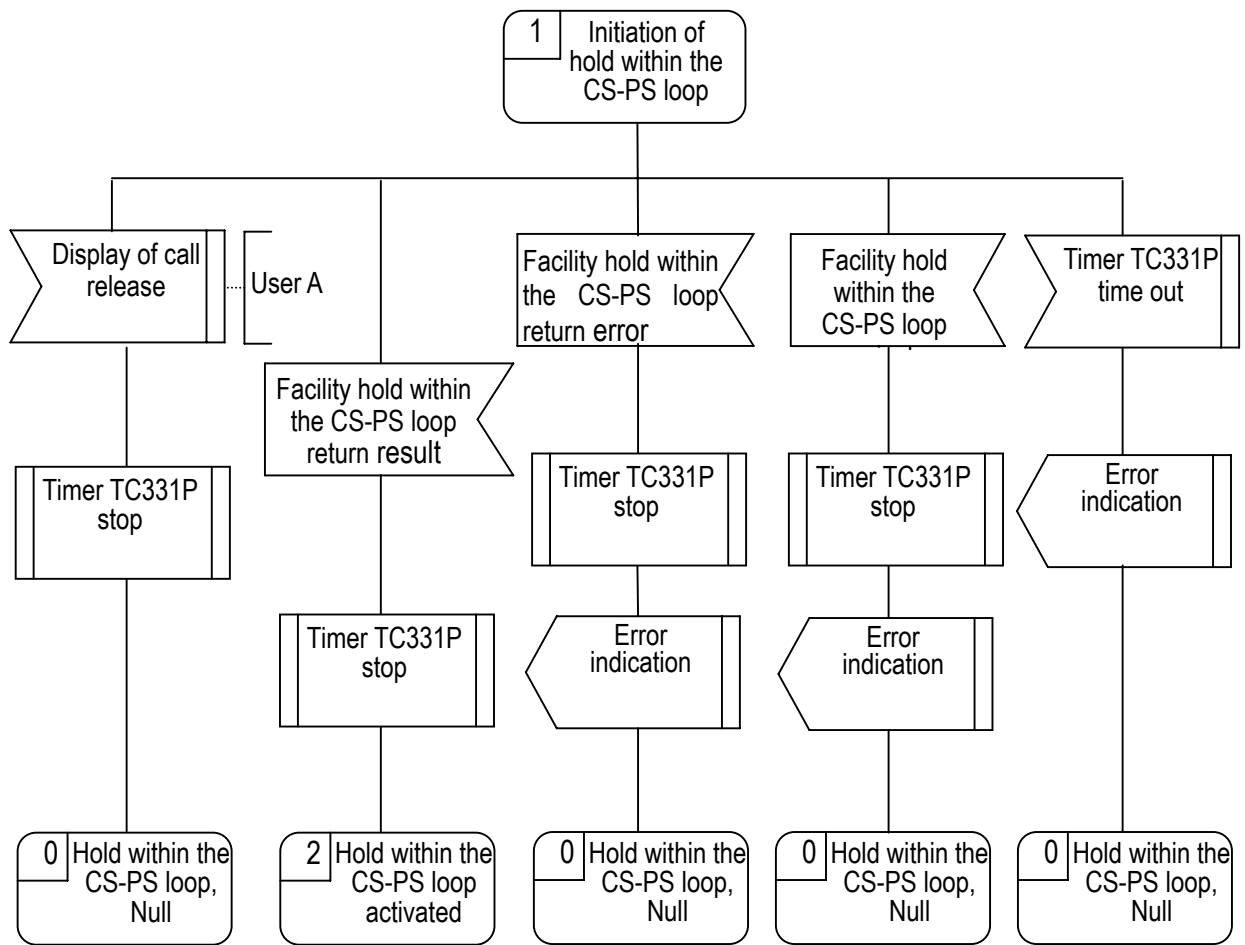 1
Initiation of
hold within the
CS-PS loop
Display of call
release
User A
Facility hold within
the CS-PS loop
return error
Facility hold
within the
CS-PS loop
Timer TC331P
time out
Facility hold within
the CS-PS loop
return result
Timer TC331P
stop
Timer TC331P
stop
Timer TC331P
stop
Error
indication
Timer TC331P
stop
Error
indication
Error
indication
0
Hold within the
CS-PS loop,
Null
2
Hold within the
CS-PS loop
activated
0
Hold within the
CS-PS loop,
Null
0
Hold within the
CS-PS loop,
Null
0
Hold within the
CS-PS loop,
Null